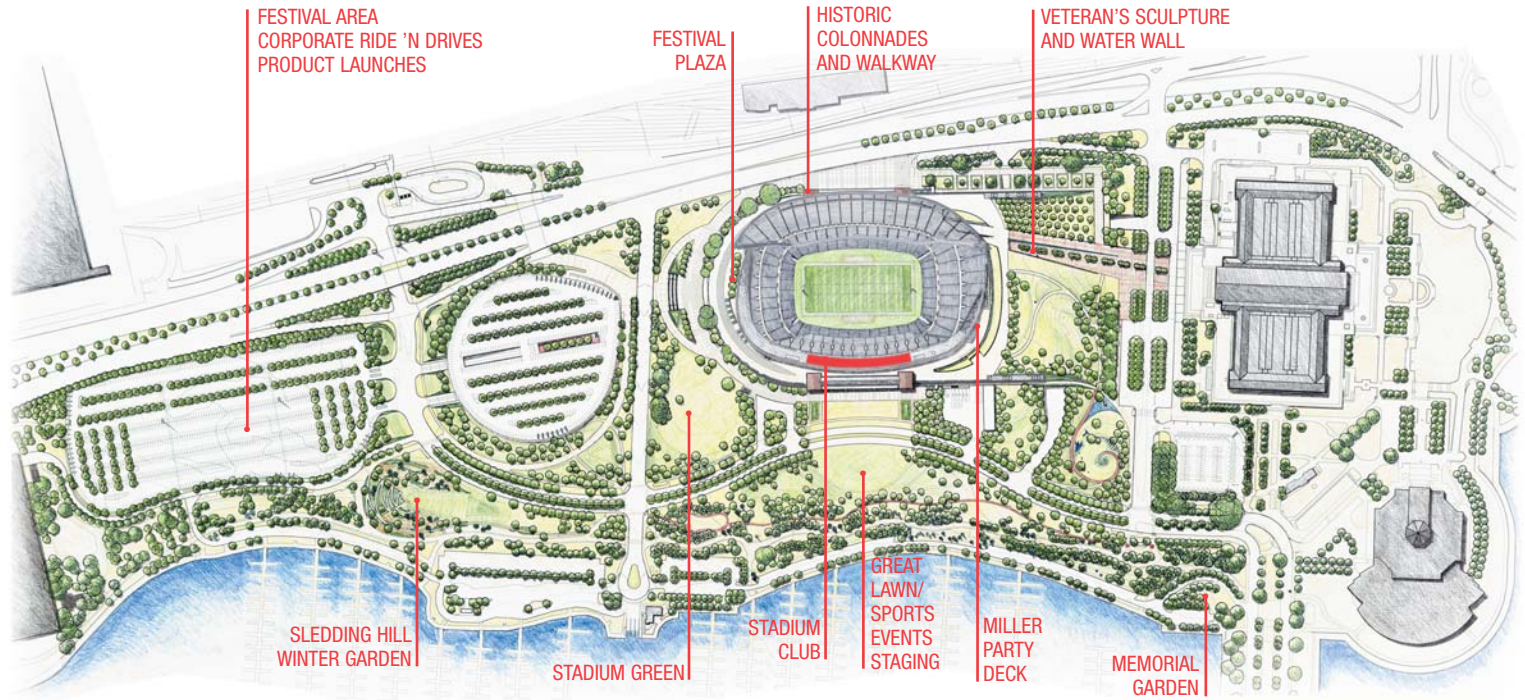 FESTIVAL AREA
CORPORATE RIDE ’N DRIVES
PRODUCT LAUNCHES
FESTIVAL
PLAZA
HISTORIC
COLONNADES
AND WALKWAY
VETERAN’S SCULPTURE
AND WATER WALL
SLEDDING HILL
WINTER GARDEN
STADIUM GREEN
STADIUM
CLUB
GREAT
LAWN/
SPORTS
EVENTS
STAGING
MILLER
PARTY
DECK
MEMORIAL
GARDEN